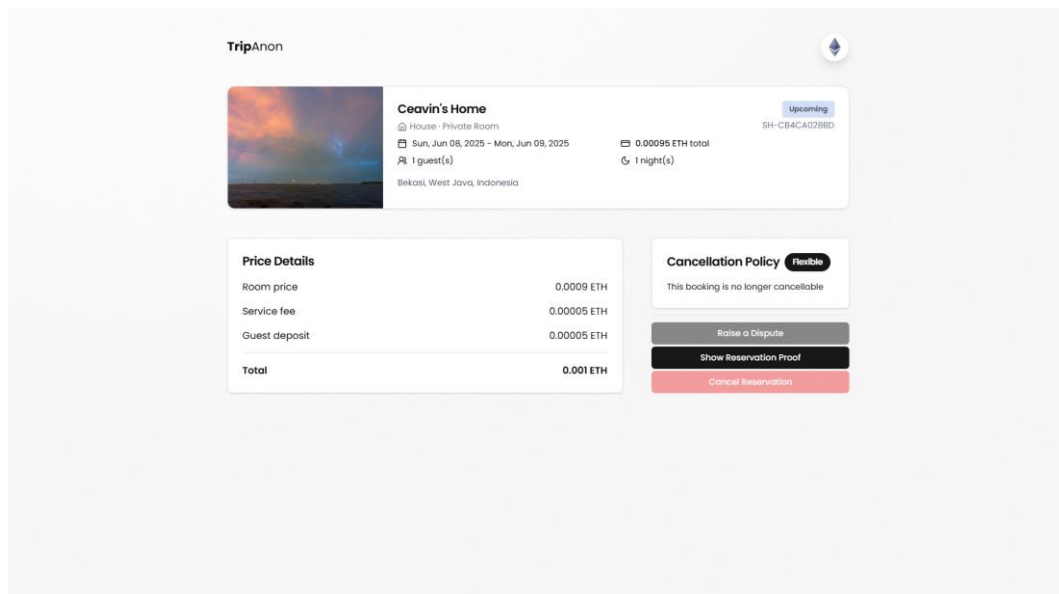 TripAnon
Ceavin's Home
Upcoming
House · Private Room
SH-CB4CA028BD
Sun, Jun 08, 2025 - Mon, Jun 09, 2025
0.00095 ETH total
1 guest(s)
1 night(s)
Bekasi, West Java, Indonesia
Price Details
Room price 0.0009 ETH
Service fee 0.00005 ETH
Guest deposit 0.00005 ETH
Total 0.001 ETH
Cancellation Policy Flexible
This booking is no longer cancellable
Raise a Dispute
Show Reservation Proof
Cancel Reservation